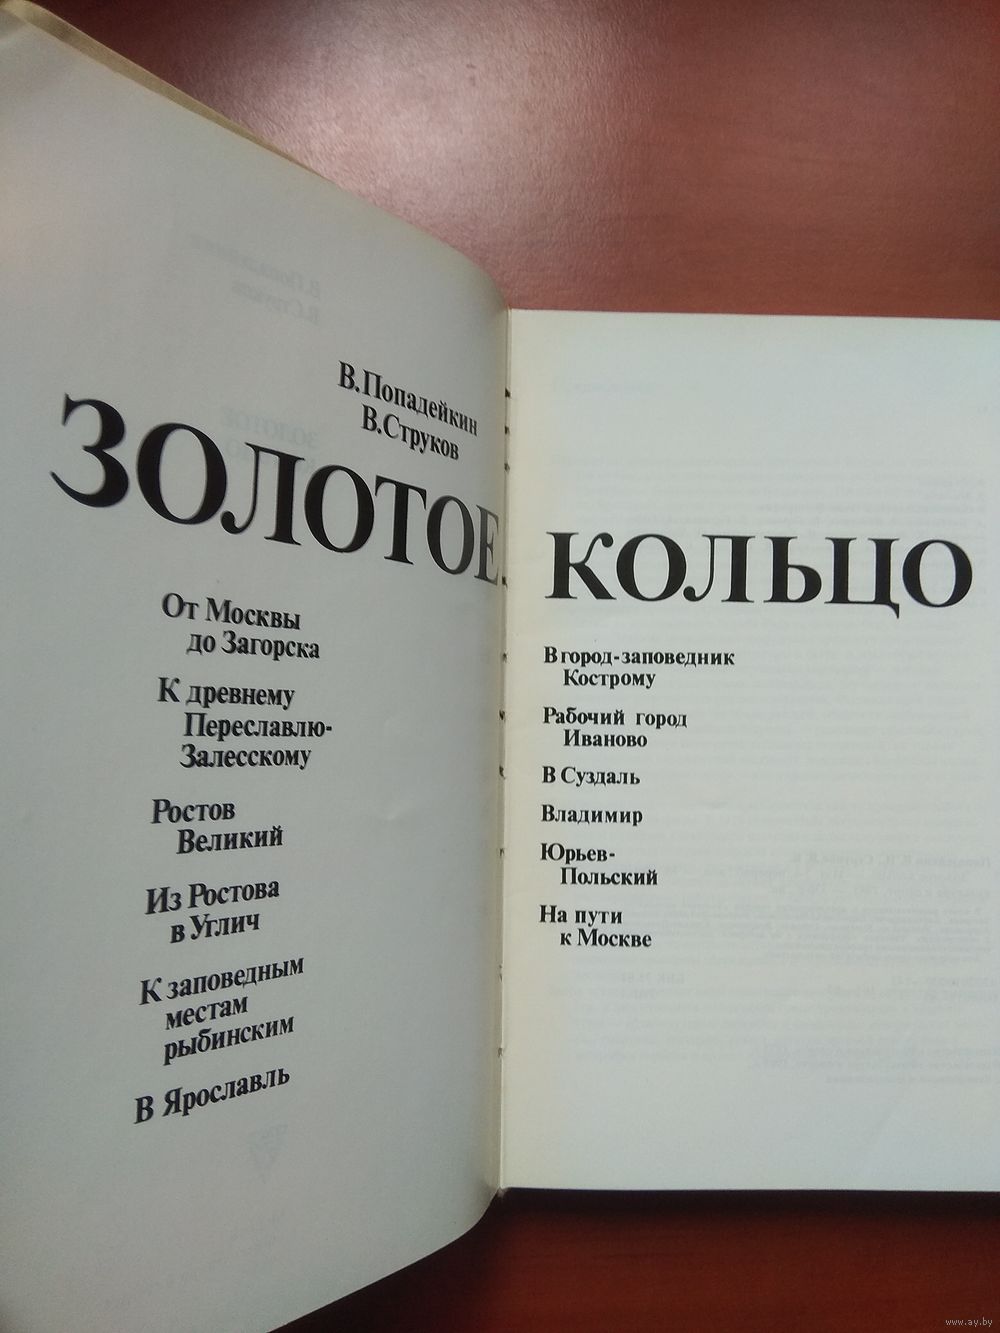 В.Попадейкин
В.Струков
ЗОЛОТОЕ
От Москвы
до Загорска
К древнему
Переславлю-
Залесскому
Ростов
Великий
Из Ростова
в Углич
К заповедным
местам
рыбинским
В Ярославль
КОЛЬЦО
В город-заповедник
Кострому
Рабочий город
Иваново
В Суздаль
Владимир
Юрьев-
Польский
На пути
к Москве
www.ay.by